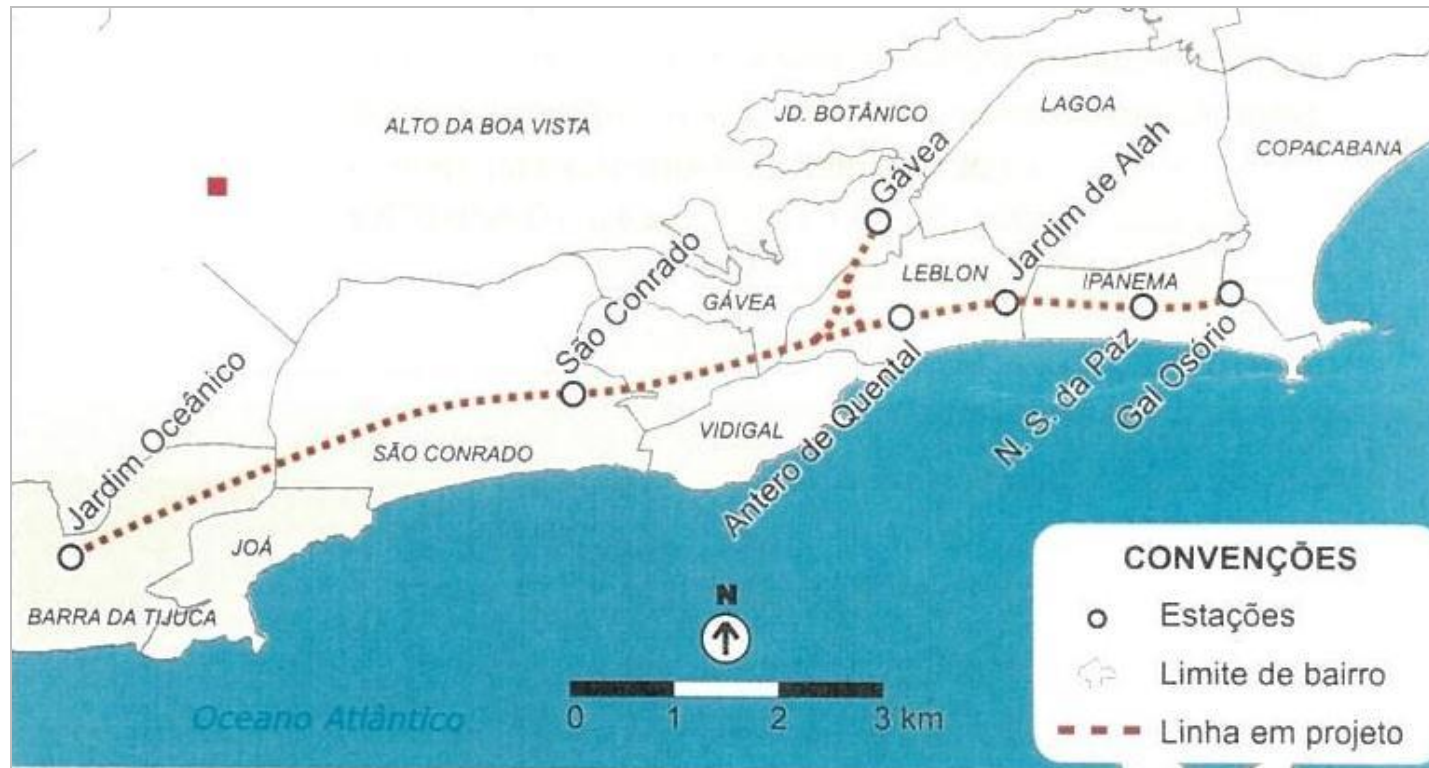 ALTO DA BOA VISTA
JD. BOTÂNICO
LAGOA
COPACABANA
Gávea
Jardim de Alah
São Conrado
GÁVEA
LEBLON
IPANEMA
Jardim Oceânico
SÃO CONRADO
VIDIGAL
Antero de Quental
N. S. da Paz
Gal Osório
JOÁ
BARRA DA TIJUCA
Oceano Atlântico
N
0 1 2 3 km
CONVENÇÕES
Estações
Limite de bairro
Linha em projeto